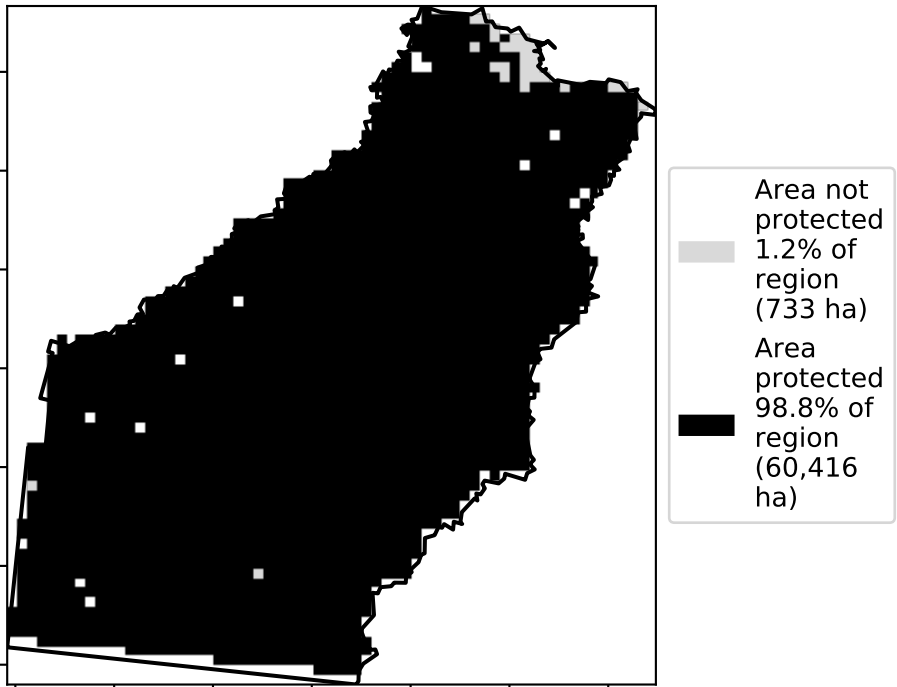 Area not
protected
1.2% of
region
(733 ha)
Area
protected
98.8% of
region
(60,416
ha)